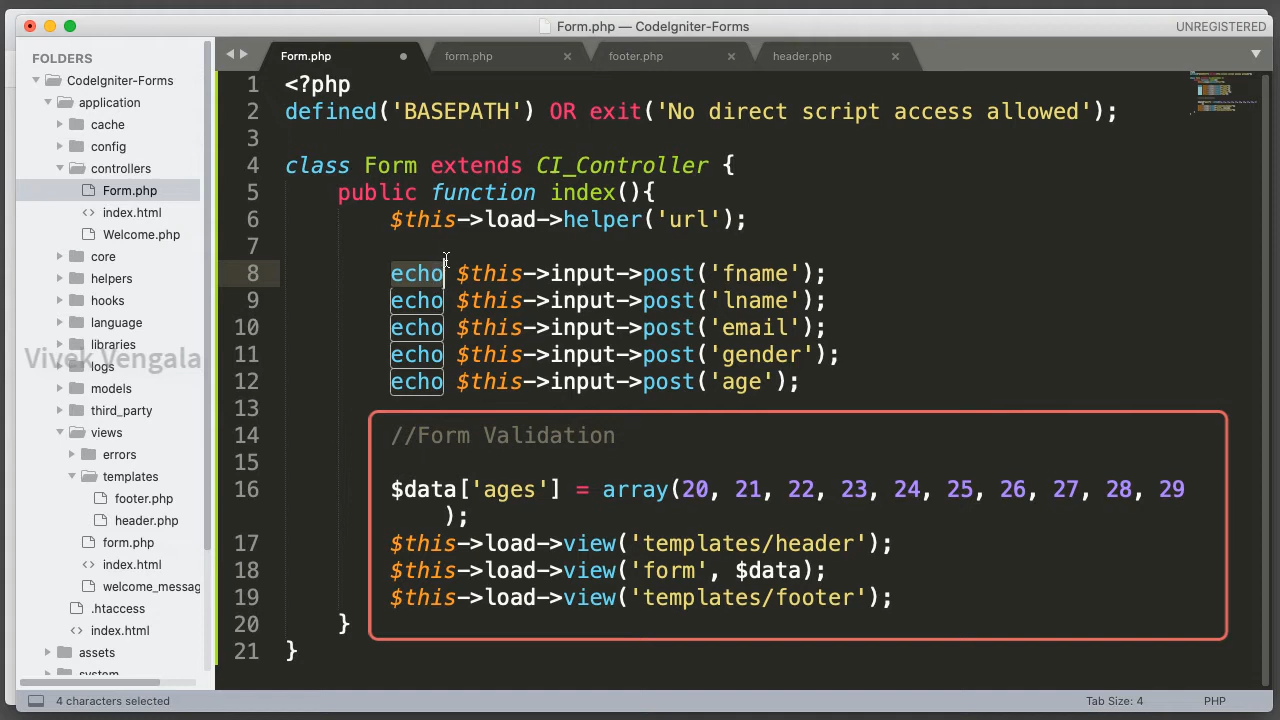 Form.php — CodeIgniter-Forms
UNREGISTERED
FOLDERS
CodeIgniter-Forms
application
cache
config
controllers
Form.php
index.html
Welcome.php
core
helpers
hooks
language
libraries
logs
models
third_party
views
errors
templates
footer.php
header.php
form.php
index.html
welcome_messag
.htaccess
index.html
assets
system
Vivek Vengala
Form.php
form.php
footer.php
header.php
1 <?php
2 defined('BASEPATH') OR exit('No direct script access allowed');
3
4 class Form extends CI_Controller {
5 public function index(){
6 $this->load->helper('url');
7
8 echo $this->input->post('fname');
9 echo $this->input->post('lname');
10 echo $this->input->post('email');
11 echo $this->input->post('gender');
12 echo $this->input->post('age');
13
14 //Form Validation
15
16 $data['ages'] = array(20, 21, 22, 23, 24, 25, 26, 27, 28, 29
);
17 $this->load->view('templates/header');
18 $this->load->view('form', $data);
19 $this->load->view('templates/footer');
20 }
21 }
4 characters selected
Tab Size: 4
PHP